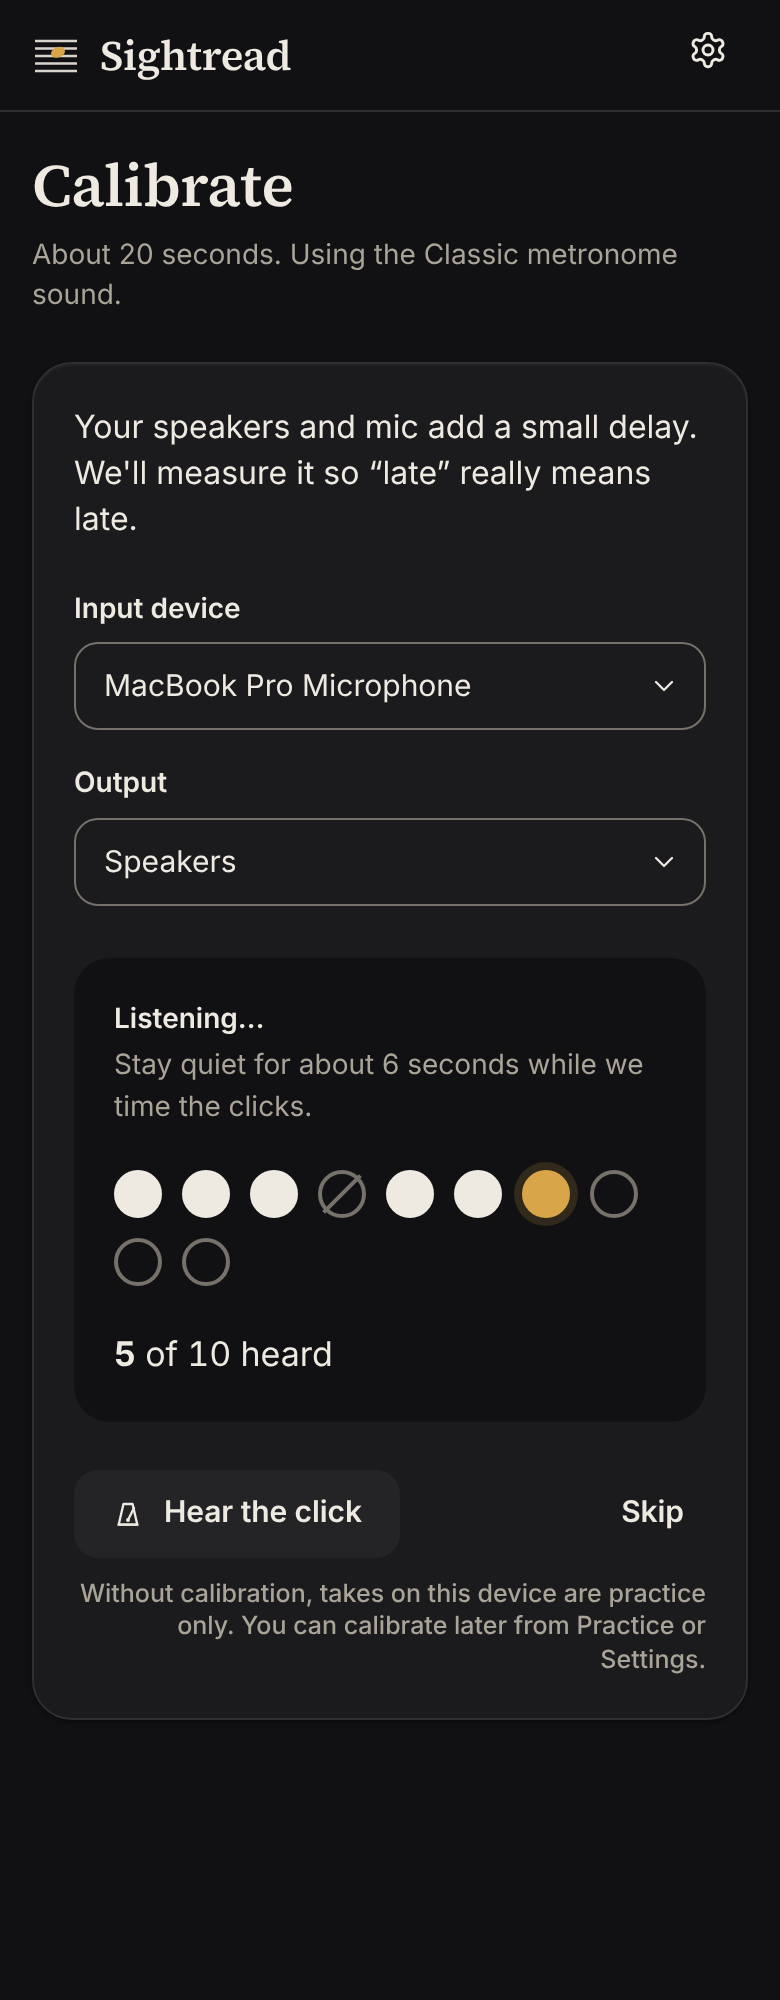 Sightread
Calibrate
About 20 seconds. Using the Classic metronome
sound.
Your speakers and mic add a small delay.
We'll measure it so “late” really means
late.
Input device
MacBook Pro Microphone
Output
Speakers
Listening...
Stay quiet for about 6 seconds while we
time the clicks.
5 of 10 heard
Hear the click
Skip
Without calibration, takes on this device are practice
only. You can calibrate later from Practice or
Settings.